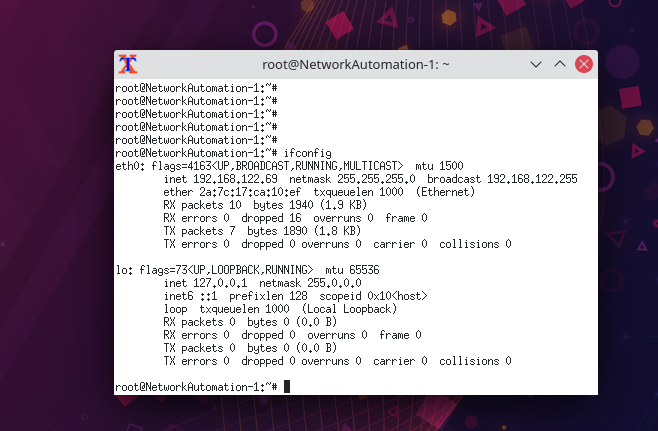 root@NetworkAutomation-1: ~
root@NetworkAutomation-1:~#
root@NetworkAutomation-1:~#
root@NetworkAutomation-1:~#
root@NetworkAutomation-1:~#
root@NetworkAutomation-1:~#
root@NetworkAutomation-1:~# ifconfig
eth0: flags=4163<UP,BROADCAST,RUNNING,MULTICAST>  mtu 1500
        inet 192.168.122.69  netmask 255.255.255.0  broadcast 192.168.122.255
        ether 2a:7c:17:ca:10:ef  txqueuelen 1000  (Ethernet)
        RX packets 10  bytes 1940 (1.9 KB)
        RX errors 0  dropped 16  overruns 0  frame 0
        TX packets 7  bytes 1890 (1.8 KB)
        TX errors 0  dropped 0 overruns 0  carrier 0  collisions 0

lo: flags=73<UP,LOOPBACK,RUNNING>  mtu 65536
        inet 127.0.0.1  netmask 255.0.0.0
        inet6 ::1  prefixlen 128  scopeid 0x10<host>
        loop  txqueuelen 1000  (Local Loopback)
        RX packets 0  bytes 0 (0.0 B)
        RX errors 0  dropped 0  overruns 0  frame 0
        TX packets 0  bytes 0 (0.0 B)
        TX errors 0  dropped 0 overruns 0  carrier 0  collisions 0

root@NetworkAutomation-1:~#